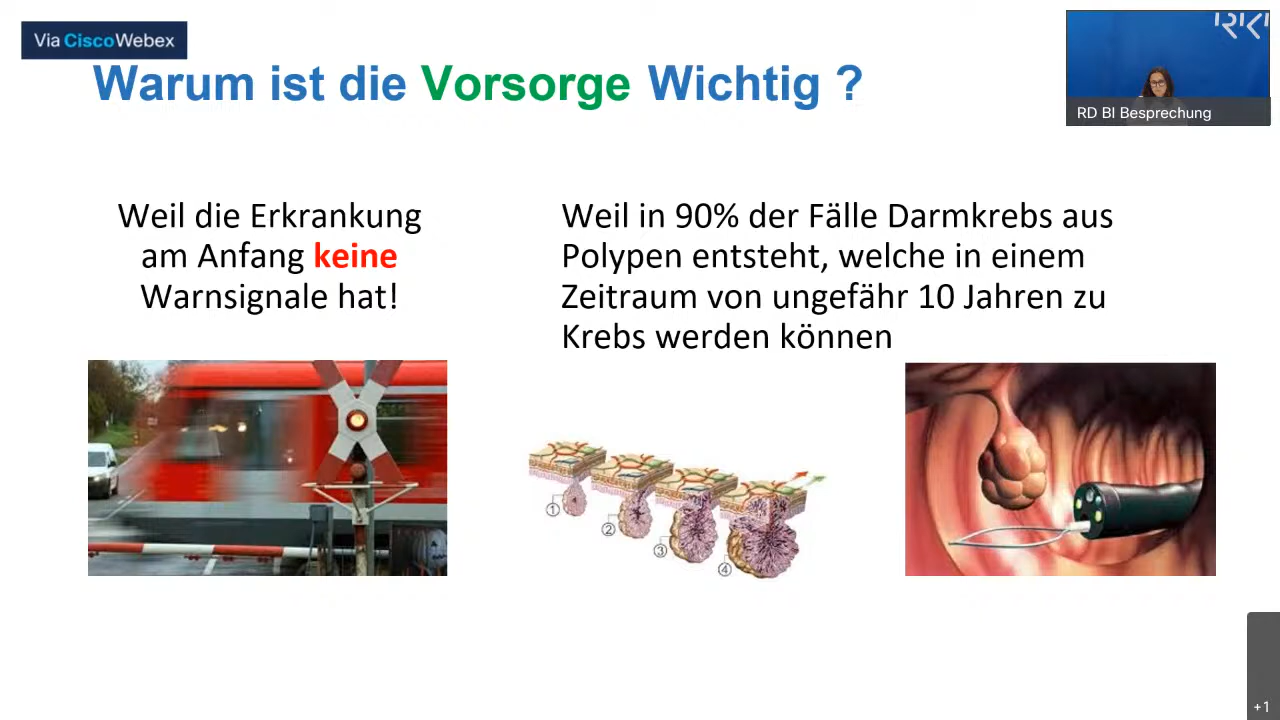 Via CiscoWebex
Warum ist die Vorsorge Wichtig ?
RKI
RD BI Besprechung
Weil die Erkrankung
am Anfang keine
Warnsignale hat!
Weil in 90% der Fälle Darmkrebs aus
Polypen entsteht, welche in einem
Zeitraum von ungefähr 10 Jahren zu
Krebs werden können
1
2
3
4
+1